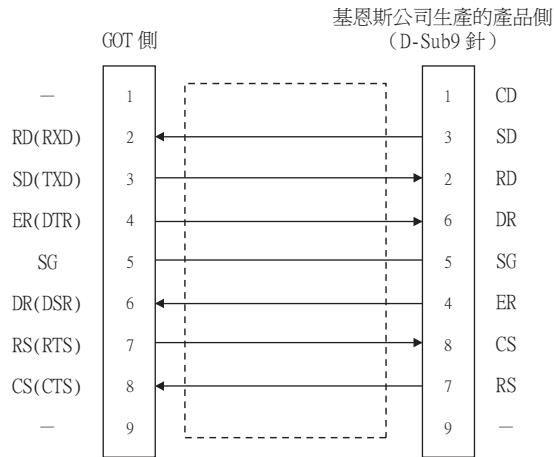 基恩斯公司生產的產品側
GOT 側 （D-Sub9 針）
— 1 1 CD
RD(RXD) 2 3 SD
SD(TXD) 3 2 RD
ER(DTR) 4 6 DR
SG 5 5 SG
DR(DSR) 6 4 ER
RS(RTS) 7 8 CS
CS(CTS) 8 7 RS
— 9 9 —